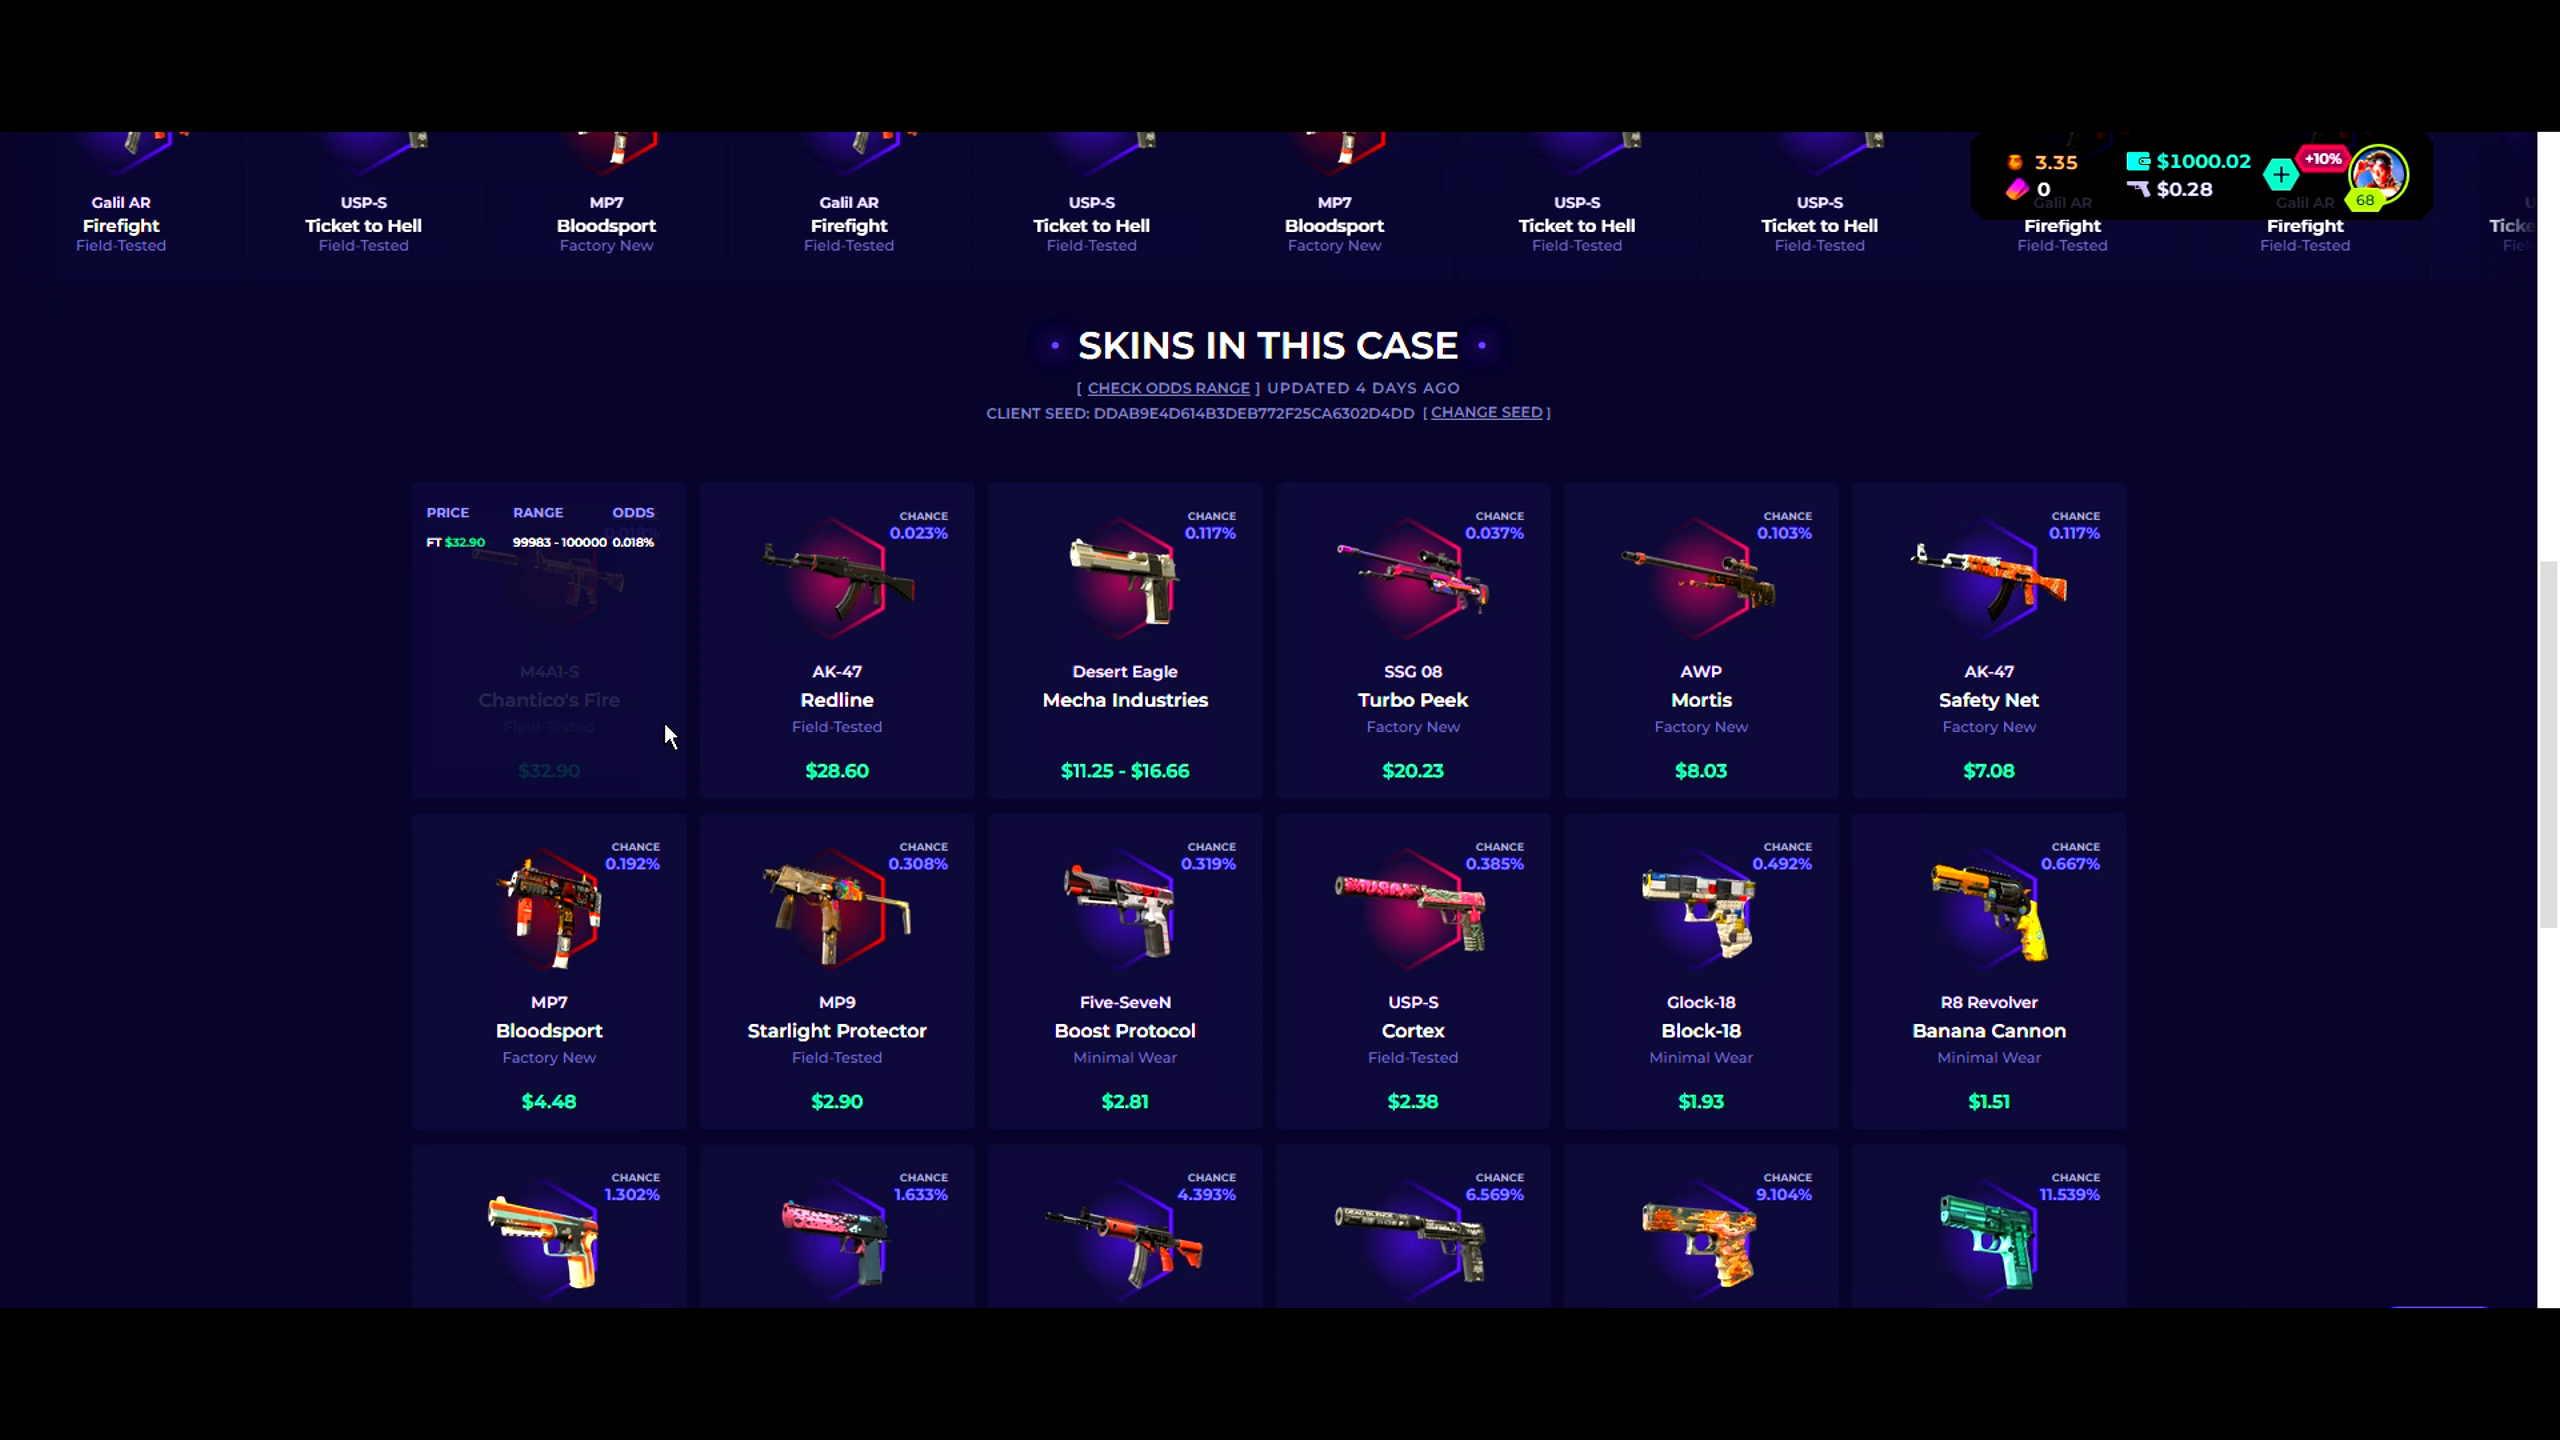 3.35 $1000.02 +10%
0 $0.28 68
Galil AR USP-S MP7 Galil AR USP-S MP7 USP-S USP-S Galil AR Galil AR
Firefight Ticket to Hell Bloodsport Firefight Ticket to Hell Bloodsport Ticket to Hell Ticket to Hell Firefight Firefight
Field-Tested Field-Tested Factory New Field-Tested Field-Tested Factory New Field-Tested Field-Tested Field-Tested Field-Tested
SKINS IN THIS CASE
[ CHECK ODDS RANGE ] UPDATED 4 DAYS AGO
CLIENT SEED: DDAB9E4D614B3DEB772F25CA6302D4DD [ CHANGE SEED ]
PRICE RANGE ODDS
FT $32.90 99983 - 100000 0.018%
M4A1-S
Chantico's Fire
Field-Tested
$32.90
CHANCE
0.023%
AK-47
Redline
Field-Tested
$28.60
CHANCE
0.117%
Desert Eagle
Mecha Industries
$11.25 - $16.66
CHANCE
0.037%
SSG 08
Turbo Peek
Factory New
$20.23
CHANCE
0.103%
AWP
Mortis
Factory New
$8.03
CHANCE
0.117%
AK-47
Safety Net
Factory New
$7.08
CHANCE
0.192%
MP7
Bloodsport
Factory New
$4.48
CHANCE
0.308%
MP9
Starlight Protector
Field-Tested
$2.90
CHANCE
0.319%
Five-SeveN
Boost Protocol
Minimal Wear
$2.81
CHANCE
0.385%
USP-S
Cortex
Field-Tested
$2.38
CHANCE
0.492%
Glock-18
Block-18
Minimal Wear
$1.93
CHANCE
0.667%
R8 Revolver
Banana Cannon
Minimal Wear
$1.51
CHANCE
1.302%
CHANCE
1.633%
CHANCE
4.393%
CHANCE
6.569%
CHANCE
9.104%
CHANCE
11.539%